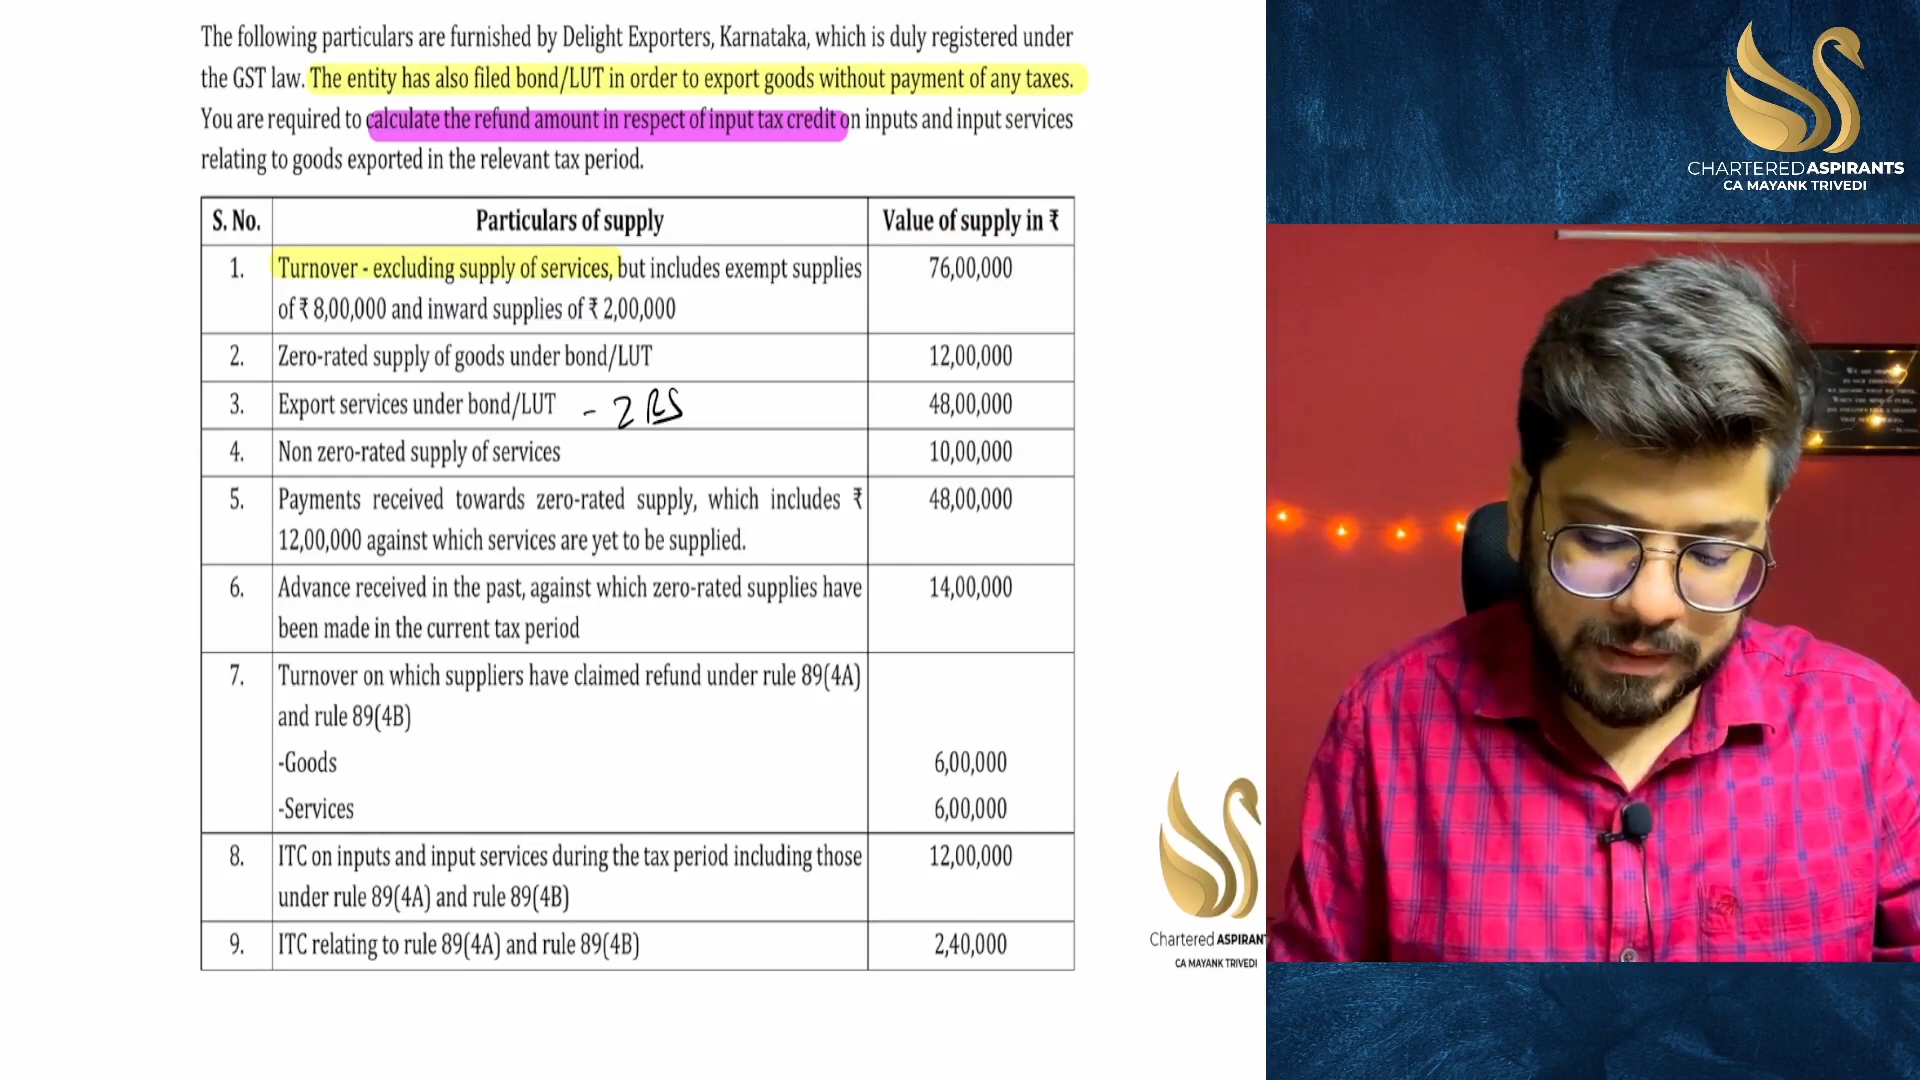 The following particulars are furnished by Delight Exporters, Karnataka, which is duly registered under
the GST law. The entity has also filed bond/LUT in order to export goods without payment of any taxes.
You are required to calculate the refund amount in respect of input tax credit on inputs and input services
relating to goods exported in the relevant tax period.
S. No. Particulars of supply Value of supply in ₹
1. Turnover - excluding supply of services, but includes exempt supplies 76,00,000
of ₹ 8,00,000 and inward supplies of ₹ 2,00,000
2. Zero-rated supply of goods under bond/LUT 12,00,000
3. Export services under bond/LUT - ZRS 48,00,000
4. Non zero-rated supply of services 10,00,000
5. Payments received towards zero-rated supply, which includes ₹ 48,00,000
12,00,000 against which services are yet to be supplied.
6. Advance received in the past, against which zero-rated supplies have 14,00,000
been made in the current tax period
7. Turnover on which suppliers have claimed refund under rule 89(4A)
and rule 89(4B)
-Goods 6,00,000
-Services 6,00,000
8. ITC on inputs and input services during the tax period including those 12,00,000
under rule 89(4A) and rule 89(4B)
9. ITC relating to rule 89(4A) and rule 89(4B) 2,40,000
Chartered ASPIRAN
CA MAYANK TRIVEDI
CHARTERED ASPIRANTS
CA MAYANK TRIVEDI